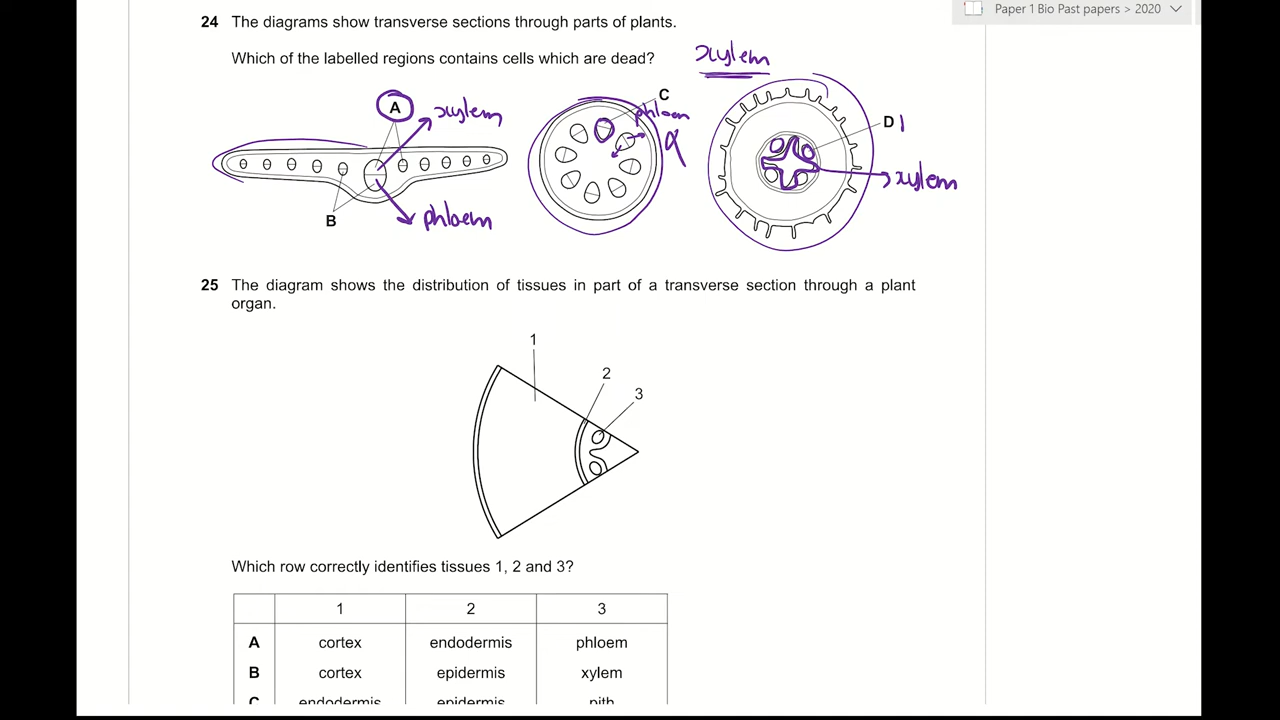 Paper 1 Bio Past papers > 2020
24 The diagrams show transverse sections through parts of plants.
Which of the labelled regions contains cells which are dead?
xylem
A
xylem
B
phloem
C
phloem
D
xylem
25 The diagram shows the distribution of tissues in part of a transverse section through a plant
organ.
1
2
3
Which row correctly identifies tissues 1, 2 and 3?
1 2 3
A cortex endodermis phloem
B cortex epidermis xylem
C endodermis epidermis pith